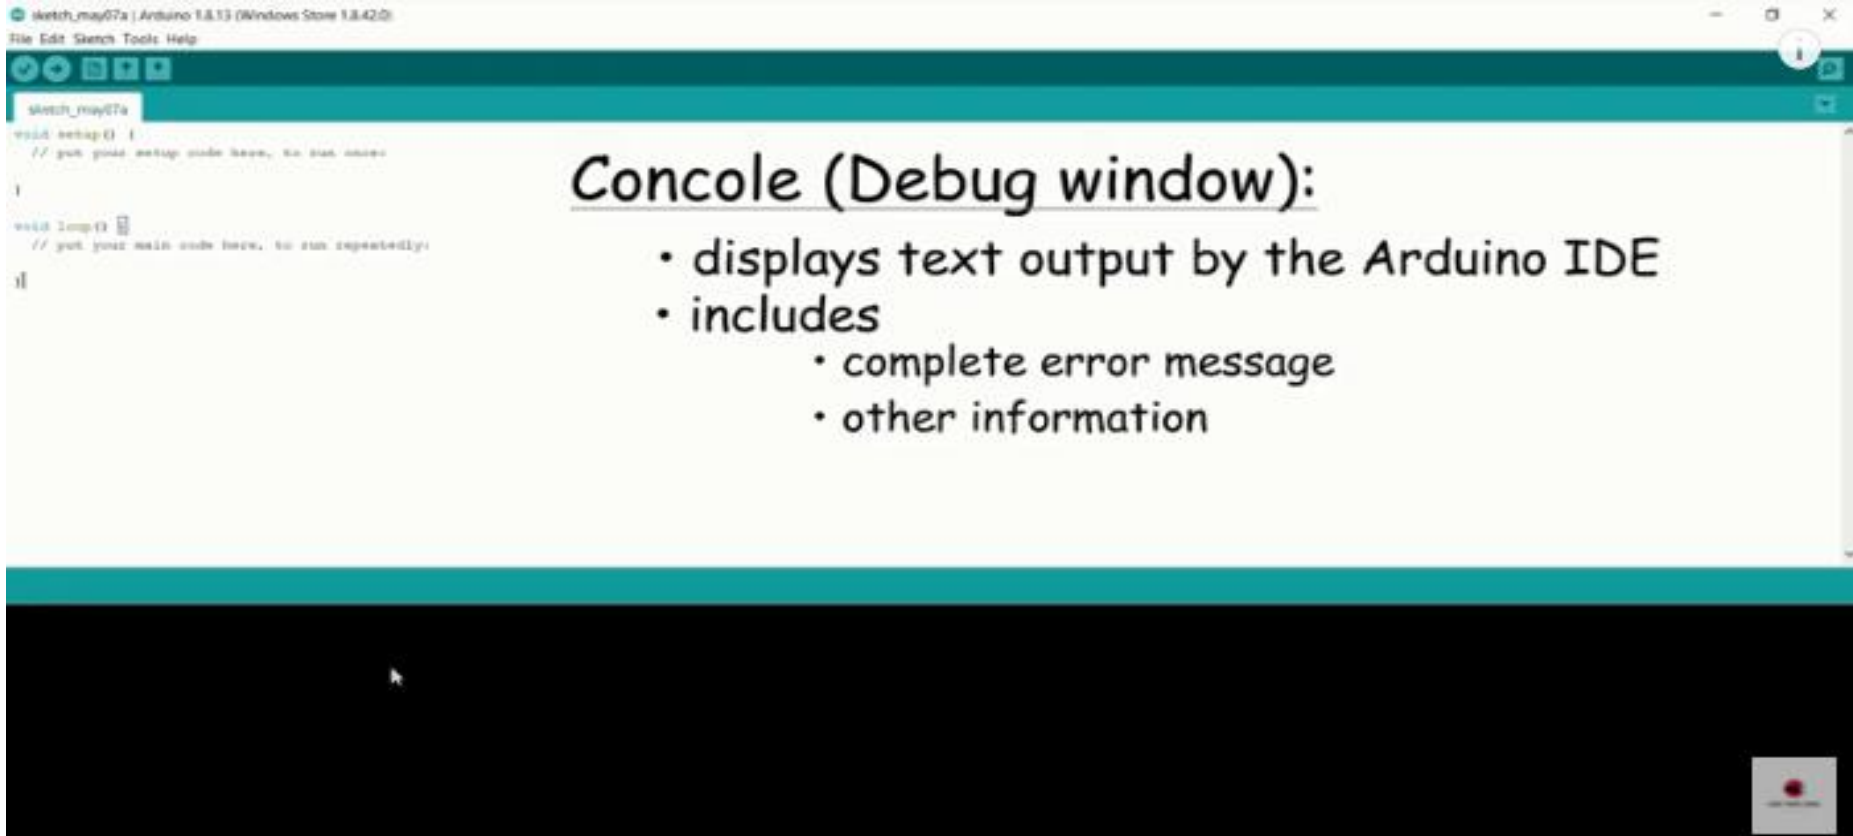 sketch_may07a | Arduino 1.8.13 (Windows Store 1.8.42.0)
File Edit Sketch Tools Help
sketch_may07a
void setup() {
// put your setup code here, to run once:
}
void loop() {
// put your main code here, to run repeatedly:
}
Concole (Debug window):
• displays text output by the Arduino IDE
• includes
• complete error message
• other information